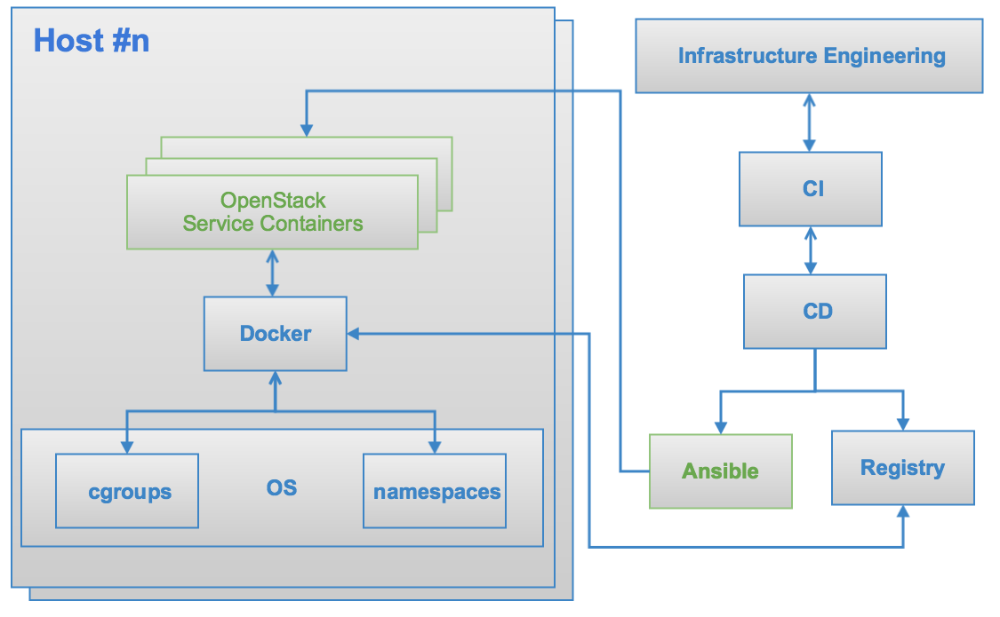 Host #n
Infrastructure Engineering
CI
OpenStack
Service Containers
CD
Docker
Ansible
Registry
cgroups
OS
namespaces